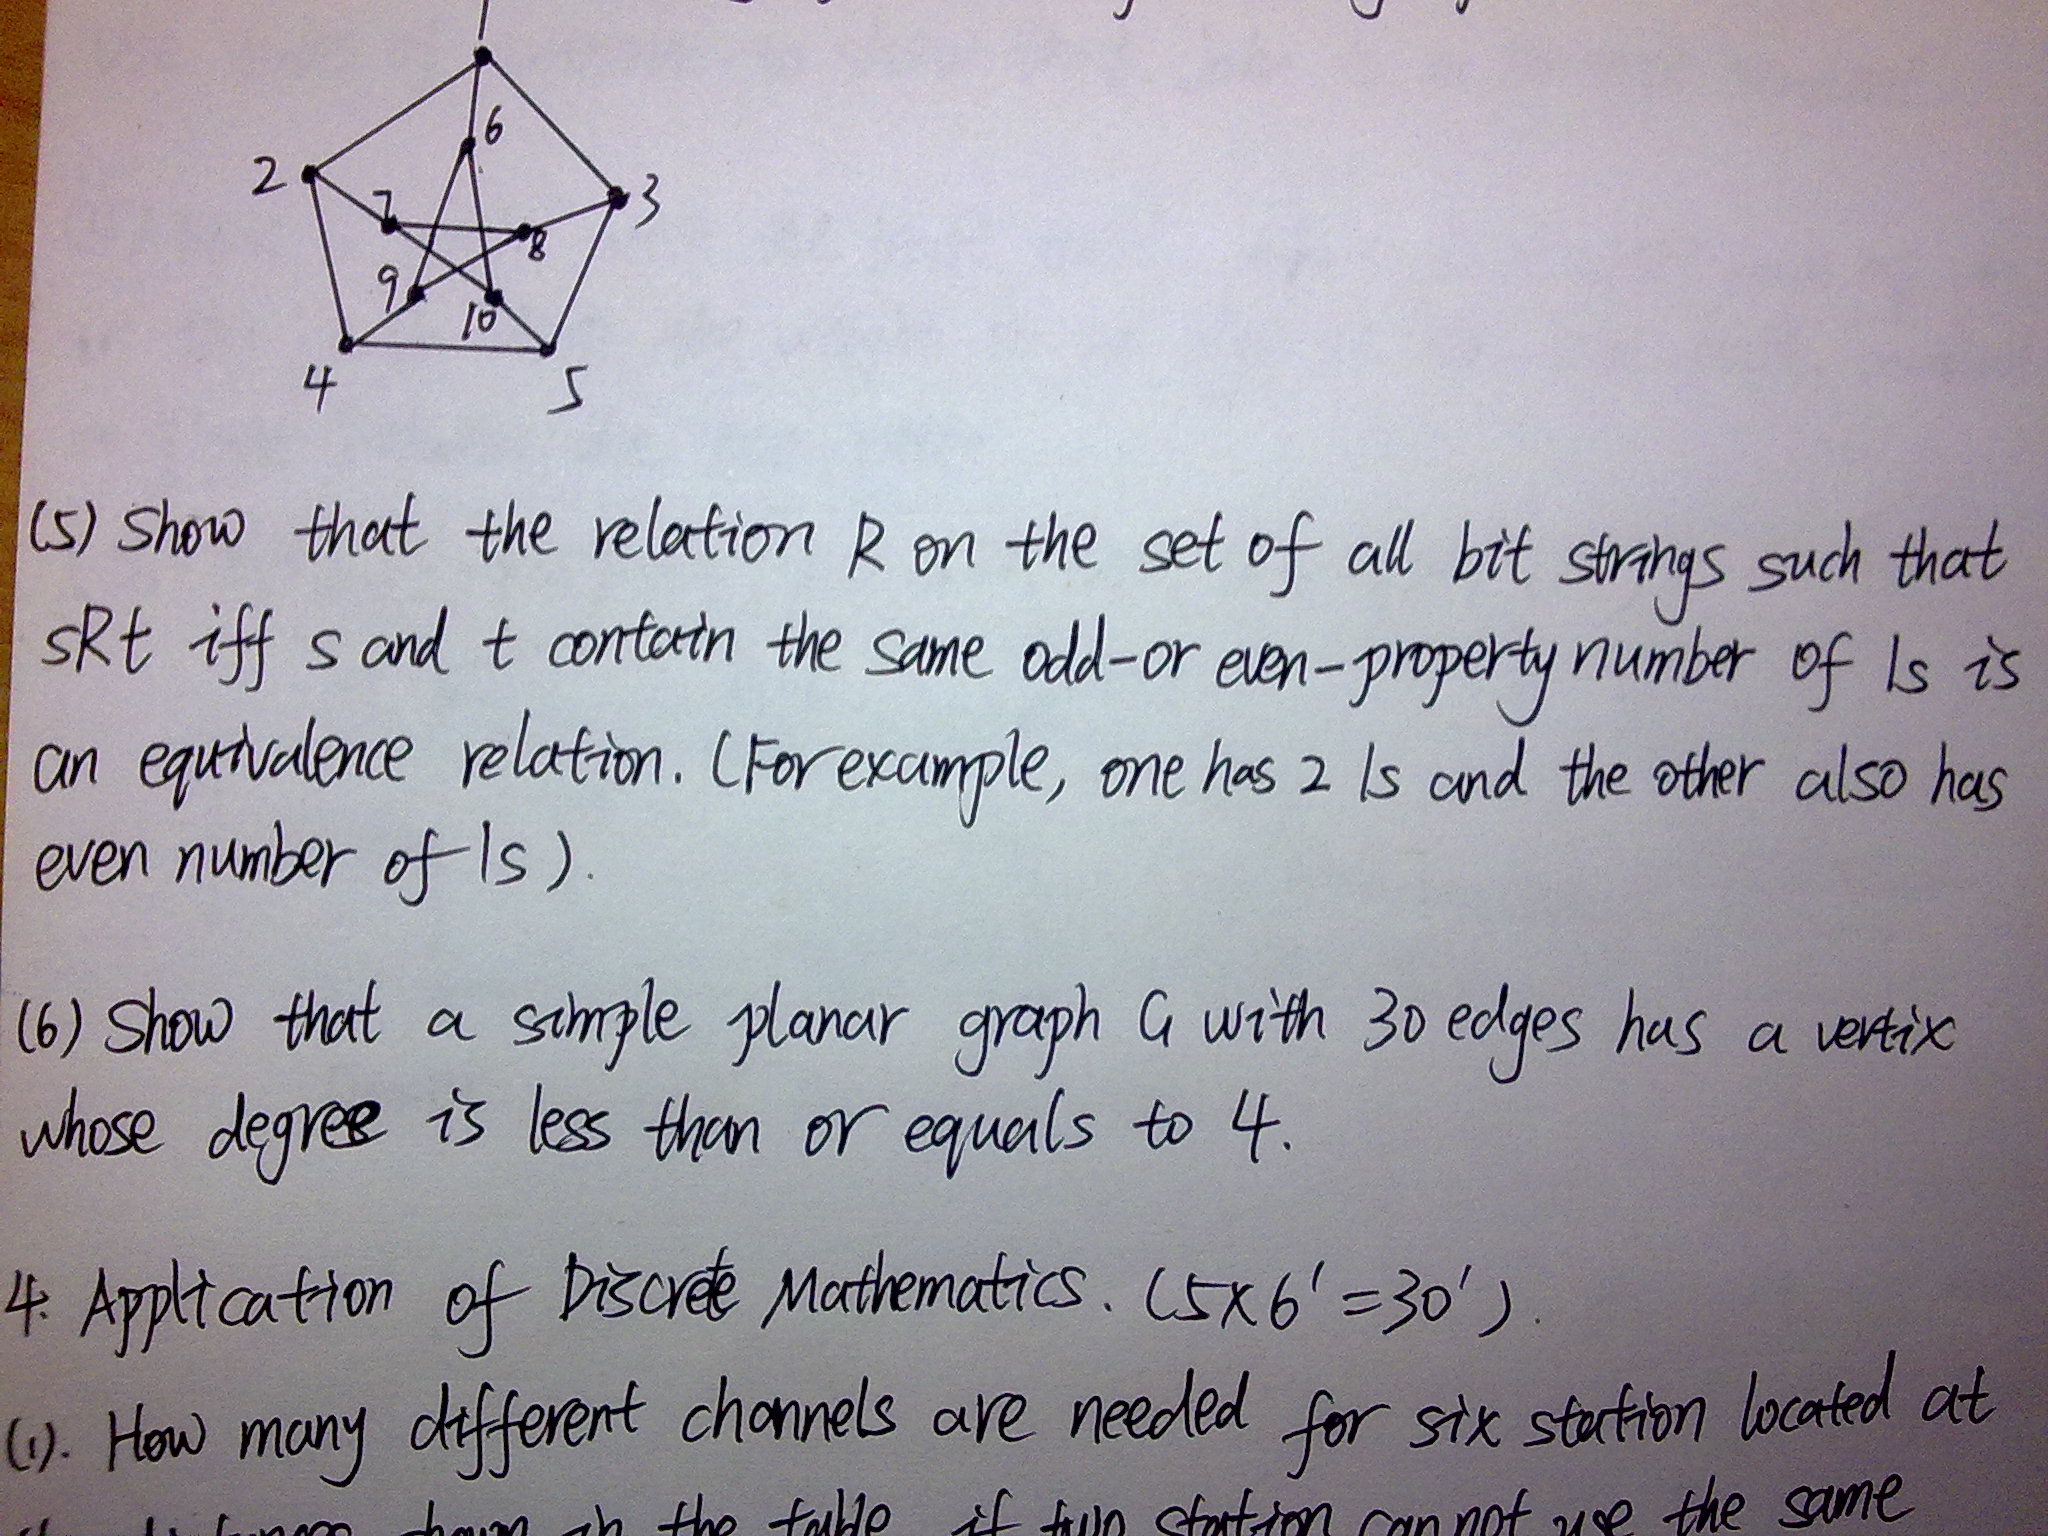 1
6
2
7
3
8
9
10
4
5
(5) Show that the relation R on the set of all bit strings such that
sRt iff s and t contain the same odd-or even-property number of 1s is
an equivalence relation. (For example, one has 2 1s and the other also has
even number of 1s).
(6) Show that a simple planar graph G with 30 edges has a vertix
whose degree is less than or equals to 4.
4. Application of Discrete Mathematics. (5x6'=30').
(1). How many different channels are needed for six station located at
shown in the table, if two station cannot use the same